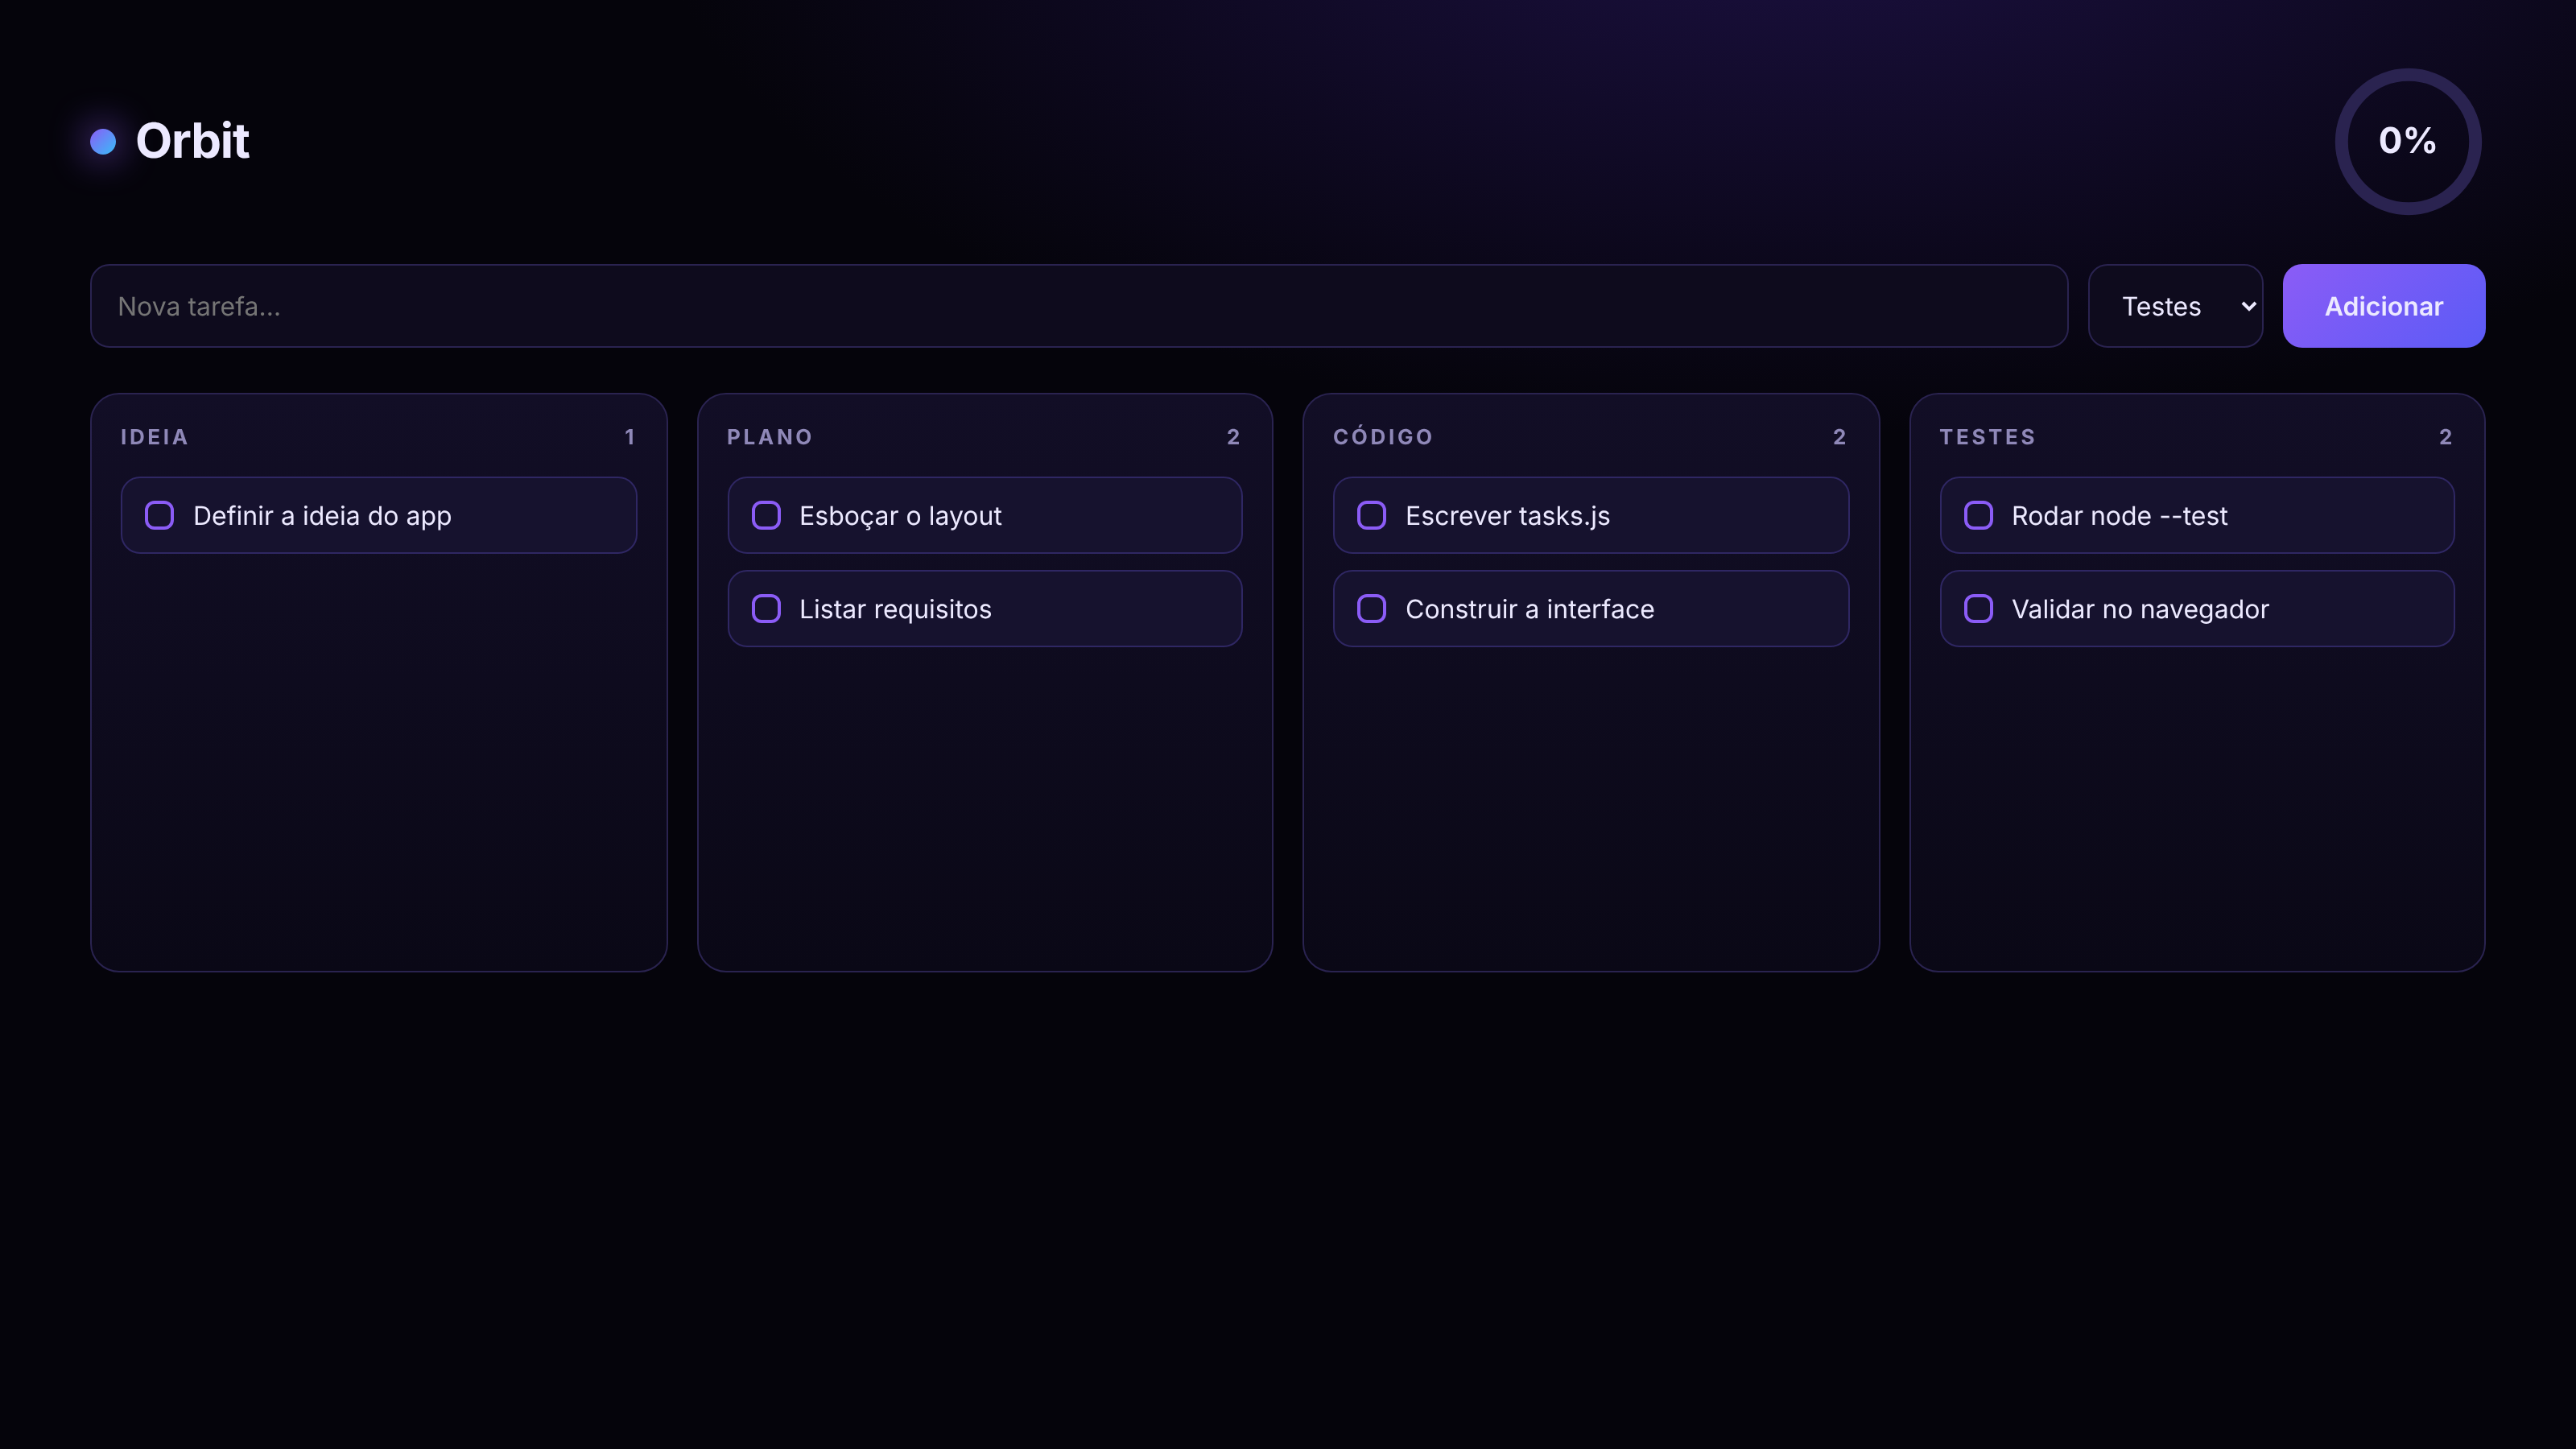 Orbit
0%
Nova tarefa...
Testes
Adicionar
IDEIA 1
Definir a ideia do app
PLANO 2
Esboçar o layout
Listar requisitos
CÓDIGO 2
Escrever tasks.js
Construir a interface
TESTES 2
Rodar node --test
Validar no navegador